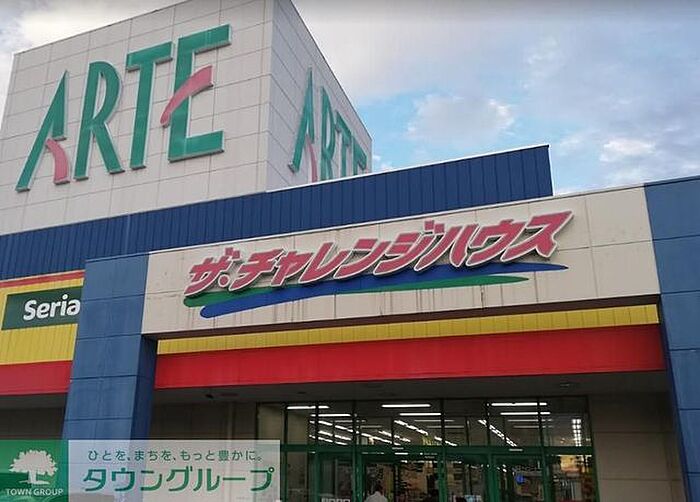 ARTE
ARTE
ザ・チャレンジハウス
Seria
ひとを、まちを、もっと豊かに。
タウングループ
TOWN GROUP